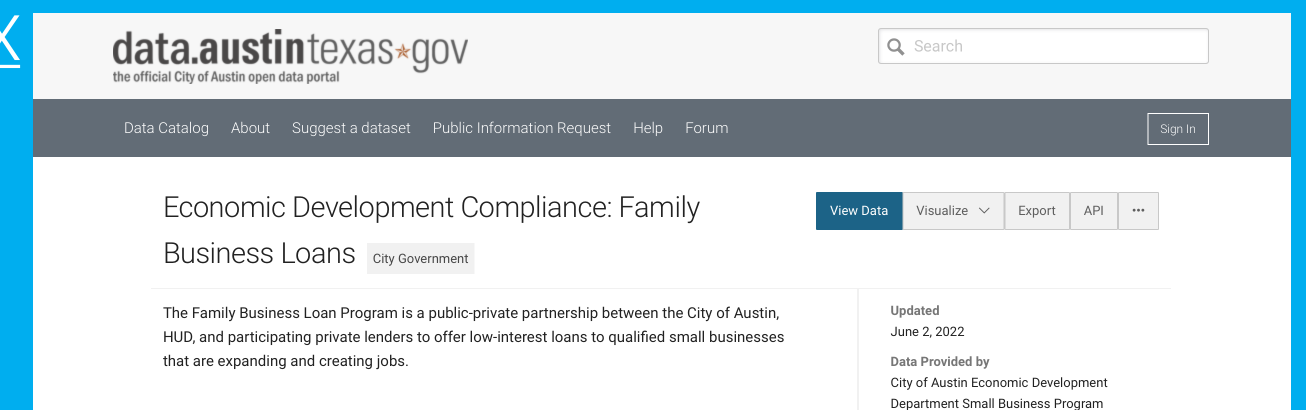 X
data.austintexas.gov
the official City of Austin open data portal
Search
Data Catalog About Suggest a dataset Public Information Request Help Forum
Sign In
Economic Development Compliance: Family
Business Loans City Government
View Data Visualize Export API ···
The Family Business Loan Program is a public-private partnership between the City of Austin,
HUD, and participating private lenders to offer low-interest loans to qualified small businesses
that are expanding and creating jobs.
Updated
June 2, 2022
Data Provided by
City of Austin Economic Development
Department Small Business Program